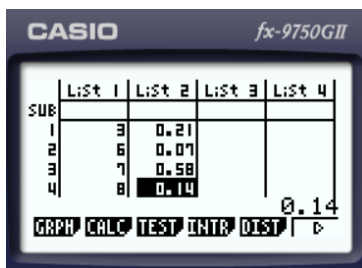 CASIO fx-9750GII
List 1 List 2 List 3 List 4
SUB
1 3 0.21
2 6 0.07
3 7 0.58
4 8 0.14
0.14
GRPH CALC TEST INTR DIST ▷